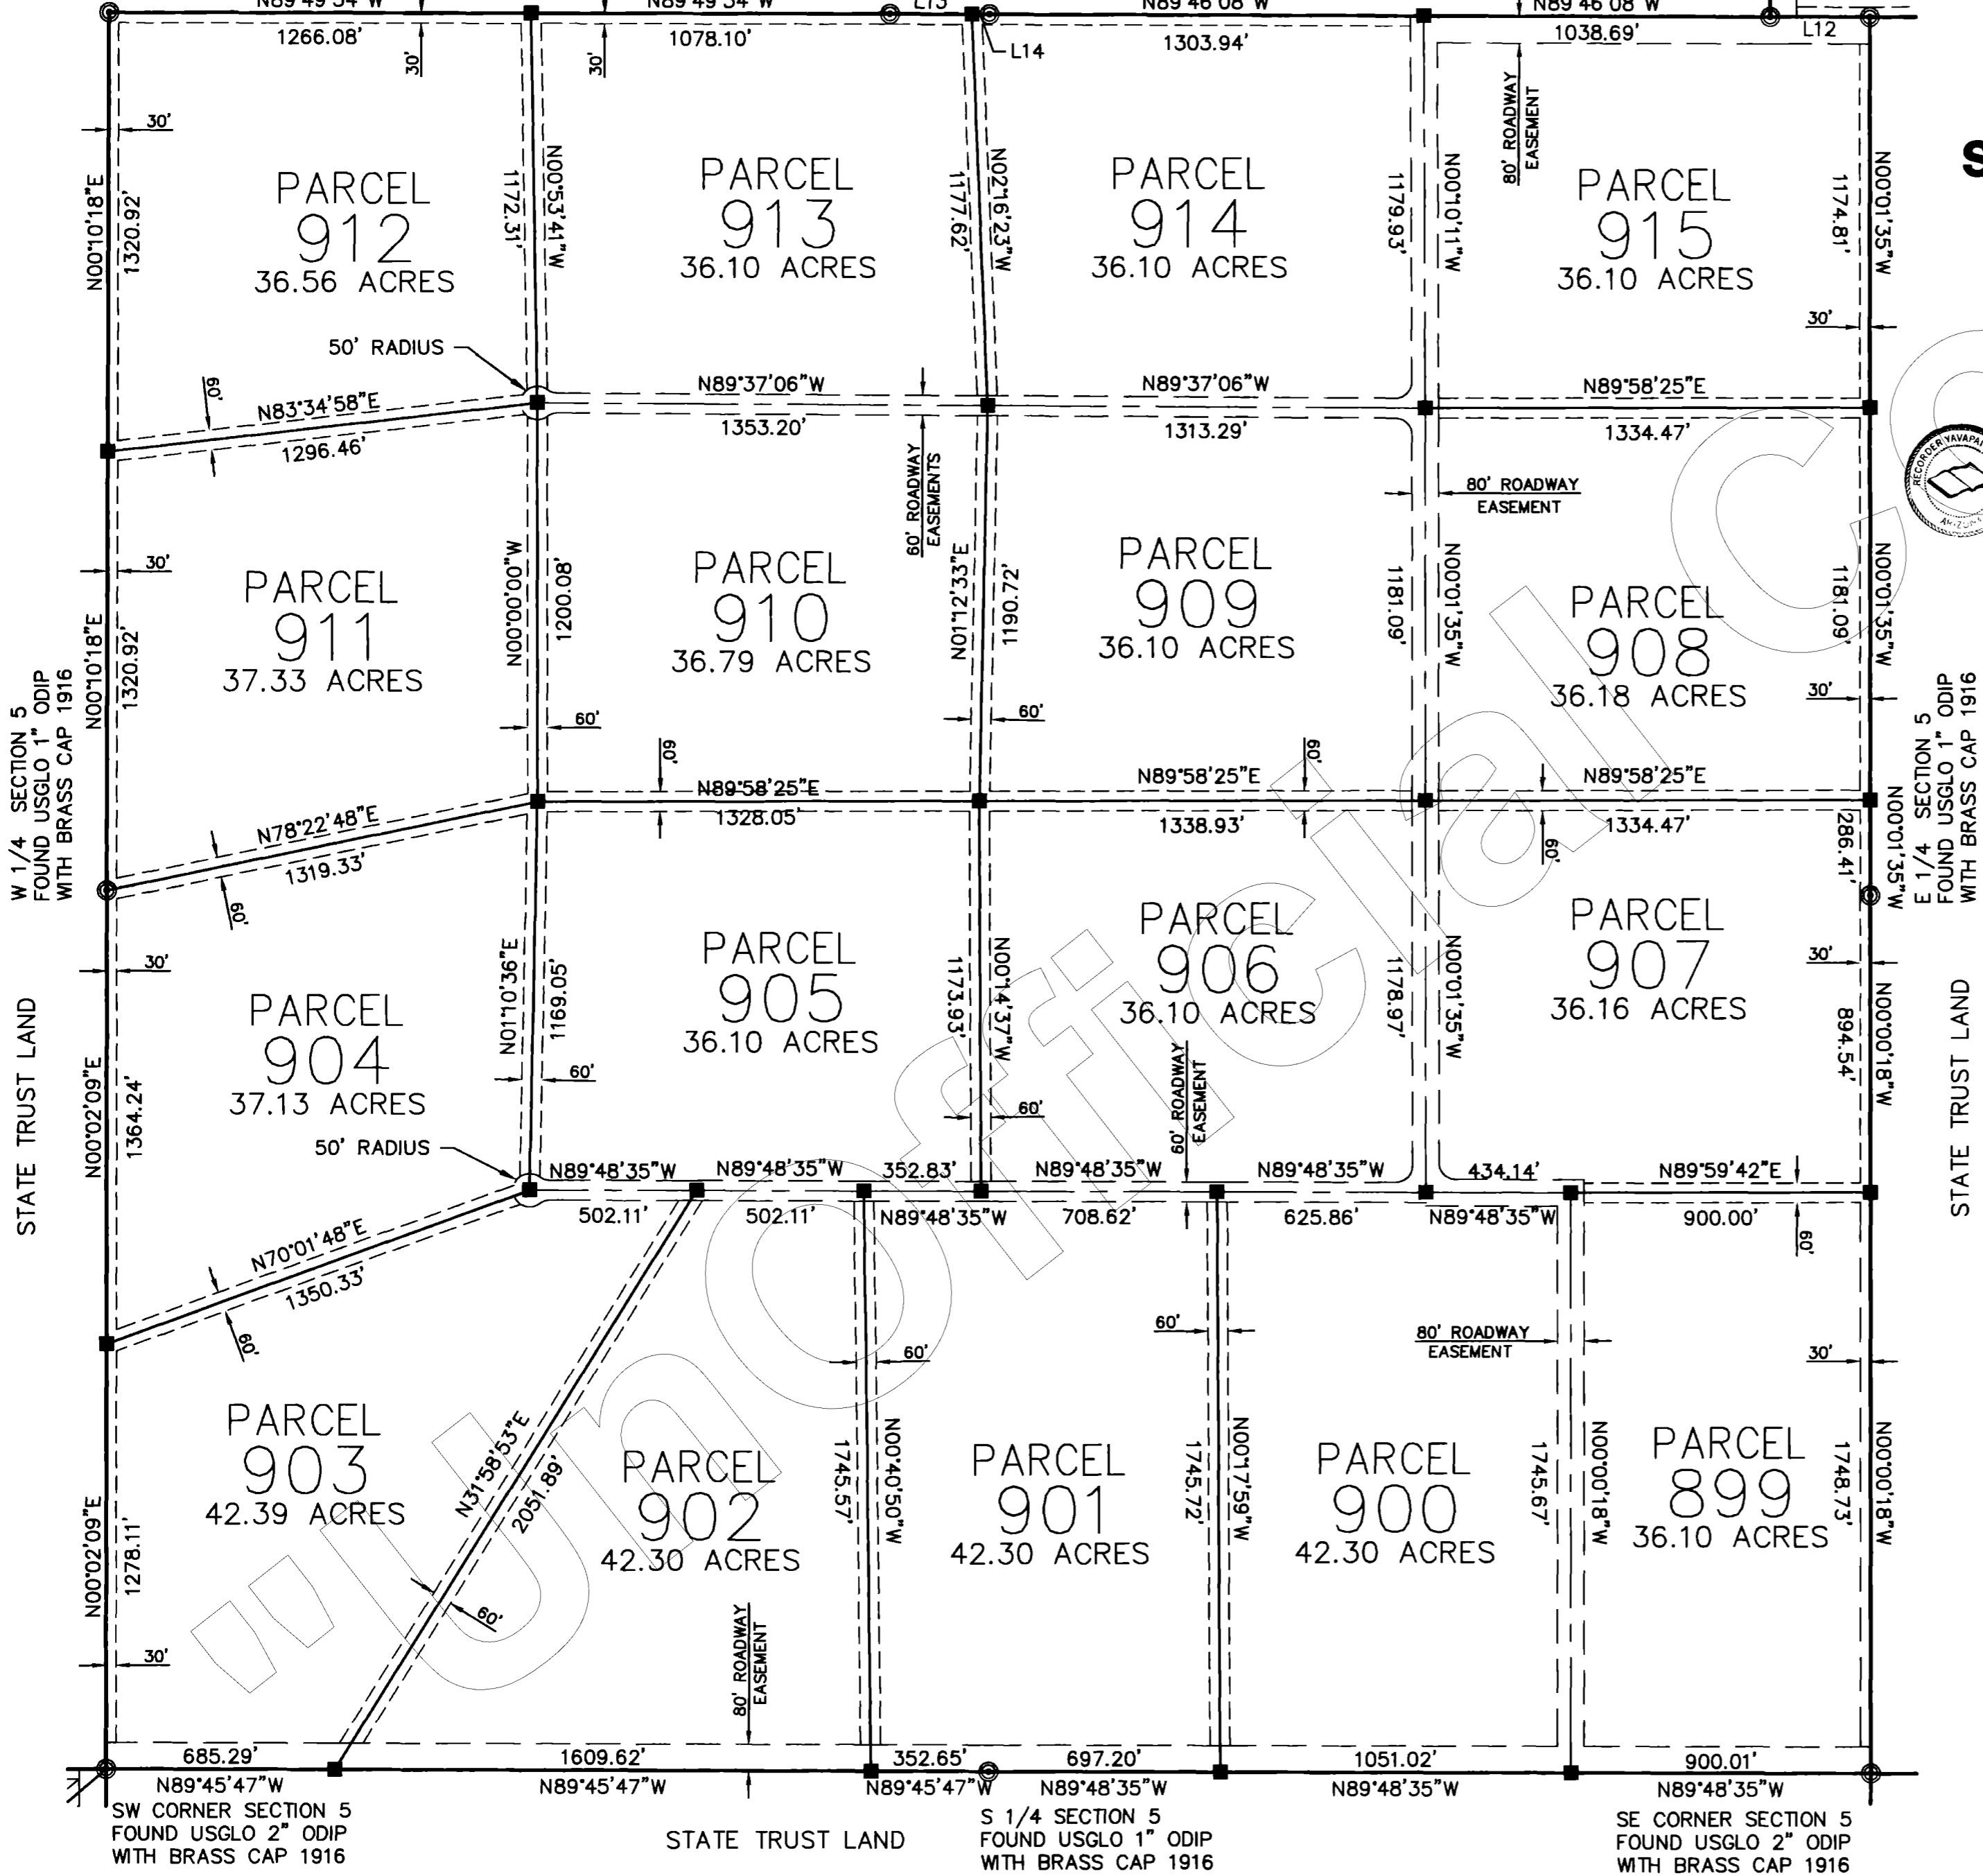 N89°49'54"W
N89°49'54"W
L13
N89°46'08"W
N89°46'08"W
1266.08'
1078.10'
L14
1303.94'
1038.69'
L12
30'
30'
30'
N00°10'18"E
1320.92'
PARCEL
912
36.56 ACRES
1172.31'
N00°53'41"W
PARCEL
913
36.10 ACRES
1177.62'
N02°16'23"W
PARCEL
914
36.10 ACRES
1179.93'
N00°10'11"W
80' ROADWAY
EASEMENT
PARCEL
915
36.10 ACRES
1174.81'
N00°01'35"W
30'
S
50' RADIUS
60'
N83°34'58"E
1296.46'
N89°37'06"W
1353.20'
N89°37'06"W
1313.29'
N89°58'25"E
1334.47'
60' ROADWAY
EASEMENTS
80' ROADWAY
EASEMENT
RECORDER YAVAPAI
30'
N00°10'18"E
1320.92'
PARCEL
911
37.33 ACRES
N00°00'00"W
1200.08'
60'
PARCEL
910
36.79 ACRES
N01°12'33"E
1190.72'
60'
PARCEL
909
36.10 ACRES
1181.09'
N00°01'35"W
PARCEL
908
36.18 ACRES
1181.09'
N00°01'35"W
30'
W 1/4 SECTION 5
FOUND USGLO 1" ODIP
WITH BRASS CAP 1916
E 1/4 SECTION 5
FOUND USGLO 1" ODIP
WITH BRASS CAP 1916
N78°22'48"E
1319.33'
60'
60'
N89°58'25"E
1328.05'
60'
N89°58'25"E
1338.93'
N89°58'25"E
1334.47'
60'
286.41'
N00°01'35"W
30'
STATE TRUST LAND
N00°02'09"E
1364.24'
PARCEL
904
37.13 ACRES
N01°10'36"E
1169.05'
60'
PARCEL
905
36.10 ACRES
1173.93'
N00°14'37"W
60'
PARCEL
906
36.10 ACRES
60' ROADWAY
EASEMENT
1178.97'
N00°01'35"W
PARCEL
907
36.16 ACRES
30'
894.54'
N00°00'18"W
STATE TRUST LAND
50' RADIUS
N89°48'35"W
N89°48'35"W
352.83'
N89°48'35"W
N89°48'35"W
434.14'
N89°59'42"E
502.11'
502.11'
N89°48'35"W
708.62'
625.86'
N89°48'35"W
900.00'
60'
N70°01'48"E
1350.33'
60'
N00°02'09"E
1278.11'
30'
PARCEL
903
42.39 ACRES
N31°58'53"E
2051.89'
60'
PARCEL
902
42.30 ACRES
80' ROADWAY
EASEMENT
1745.57'
N00°40'50"W
60'
PARCEL
901
42.30 ACRES
60'
1745.72'
N00°17'59"W
PARCEL
900
42.30 ACRES
80' ROADWAY
EASEMENT
1745.67'
N00°00'18"W
PARCEL
899
36.10 ACRES
30'
1748.73'
N00°00'18"W
685.29'
1609.62'
352.65'
697.20'
1051.02'
900.01'
N89°45'47"W
N89°45'47"W
N89°45'47"W
N89°48'35"W
N89°48'35"W
N89°48'35"W
SW CORNER SECTION 5
FOUND USGLO 2" ODIP
WITH BRASS CAP 1916
STATE TRUST LAND
S 1/4 SECTION 5
FOUND USGLO 1" ODIP
WITH BRASS CAP 1916
SE CORNER SECTION 5
FOUND USGLO 2" ODIP
WITH BRASS CAP 1916
"Unofficial Co